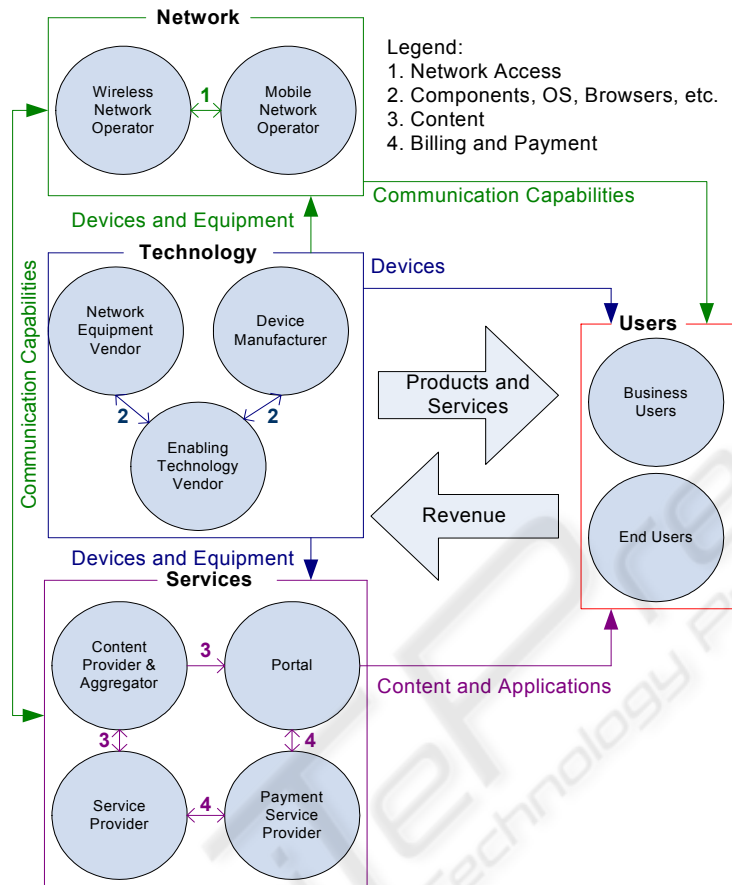 Network
Legend:
1. Network Access
2. Components, OS, Browsers, etc.
3. Content
4. Billing and Payment
Wireless
Network
Operator
1
Mobile
Network
Operator
Communication Capabilities
Devices and Equipment
Technology
Devices
Network
Equipment
Vendor
Device
Manufacturer
2
2
Enabling
Technology
Vendor
Communication Capabilities
Users
Business
Users
End Users
Products and
Services
Revenue
Devices and Equipment
Services
Content
Provider &
Aggregator
3
Portal
Content and Applications
3
4
Service
Provider
4
Payment
Service
Provider
Technology